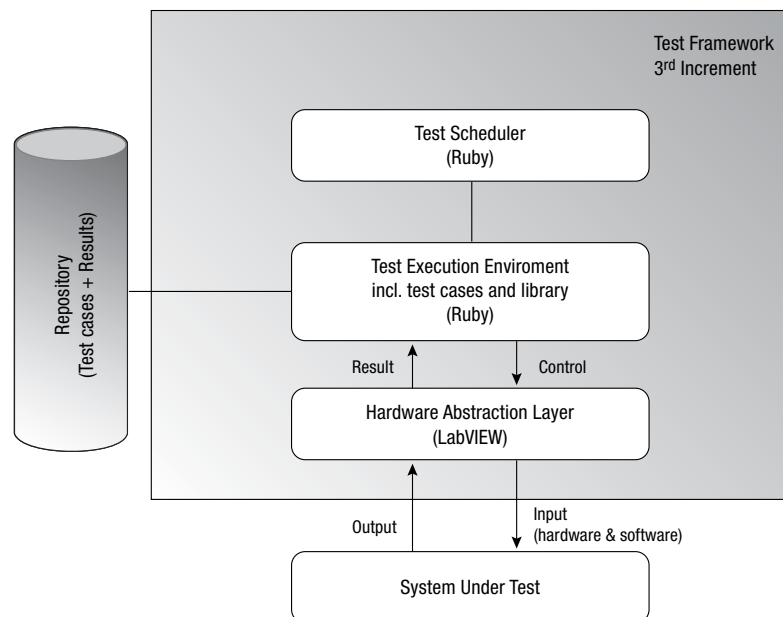 Test Framework
3rd Increment
Test Scheduler
(Ruby)
Repository
(Test cases + Results)
Test Execution Enviroment
incl. test cases and library
(Ruby)
Result
Control
Hardware Abstraction Layer
(LabVIEW)
Output
Input
(hardware & software)
System Under Test